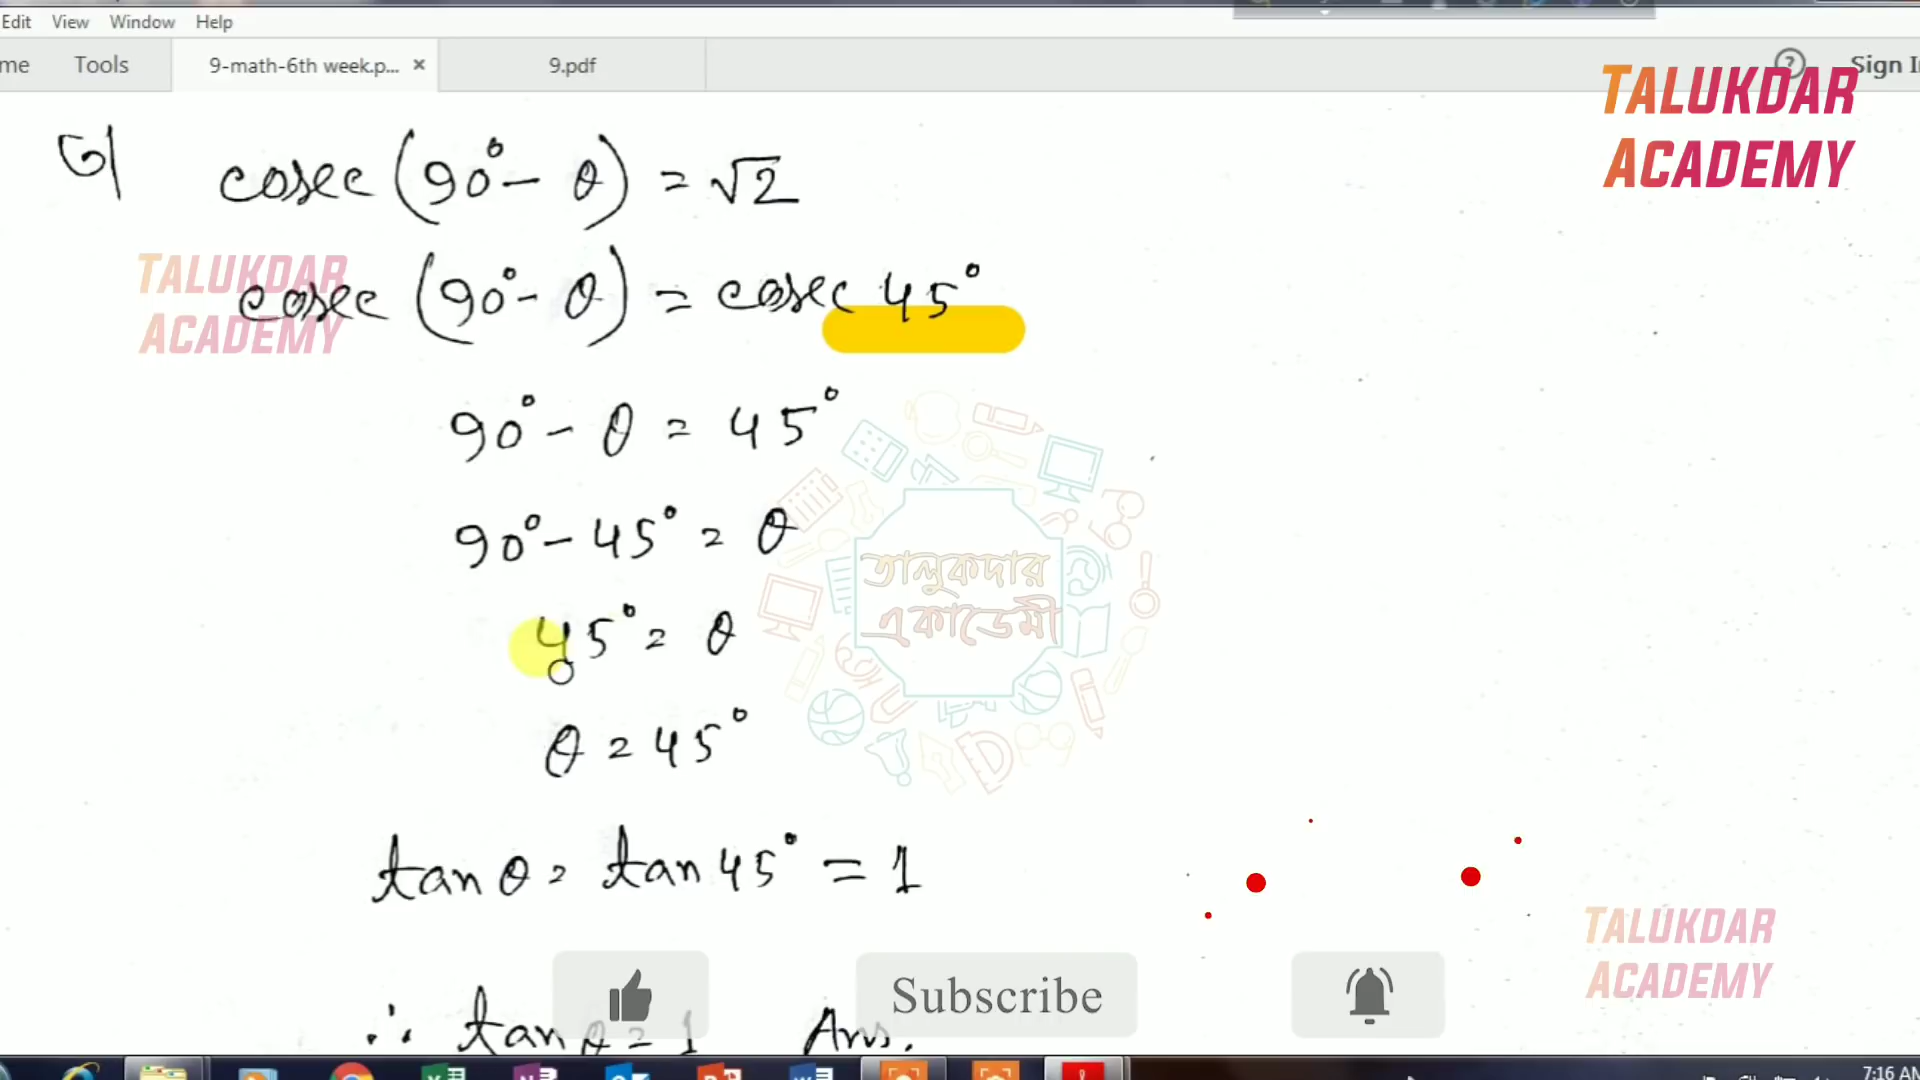 Edit View Window Help
me Tools 9-math-6th week.p... × 9.pdf ? Sign I
TALUKDAR
ACADEMY
cosec (90° - θ) = √2
TALUKDAR
ACADEMY
cosec (90° - θ) = cosec 45°
90° - θ = 45°
90° - 45° = θ
তালুকদার
একাডেমী
45° = θ
θ = 45°
tan θ = tan 45° = 1
TALUKDAR
ACADEMY
Subscribe
∴ tan θ = 1 Ans.
7:16 AM